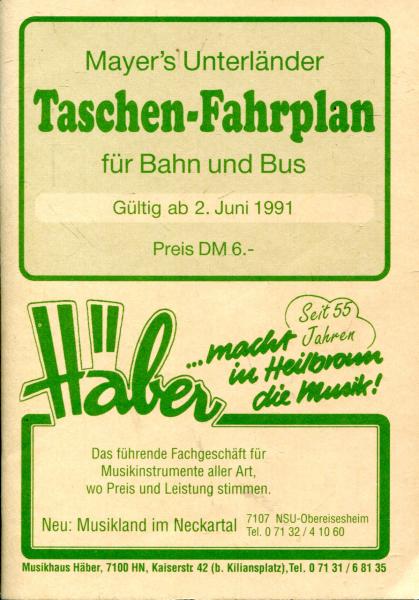 Mayer's Unterländer
Taschen-Fahrplan
für Bahn und Bus
Gültig ab 2. Juni 1991
Preis DM 6.-
Häber
Seit 55
Jahren
...macht
in Heilbronn
die Musik!
Das führende Fachgeschäft für
Musikinstrumente aller Art,
wo Preis und Leistung stimmen.
Neu: Musikland im Neckartal
7107 NSU-Obereisesheim
Tel. 0 71 32 / 4 10 60
Musikhaus Häber, 7100 HN, Kaiserstr. 42 (b. Kiliansplatz), Tel. 0 71 31 / 6 81 35